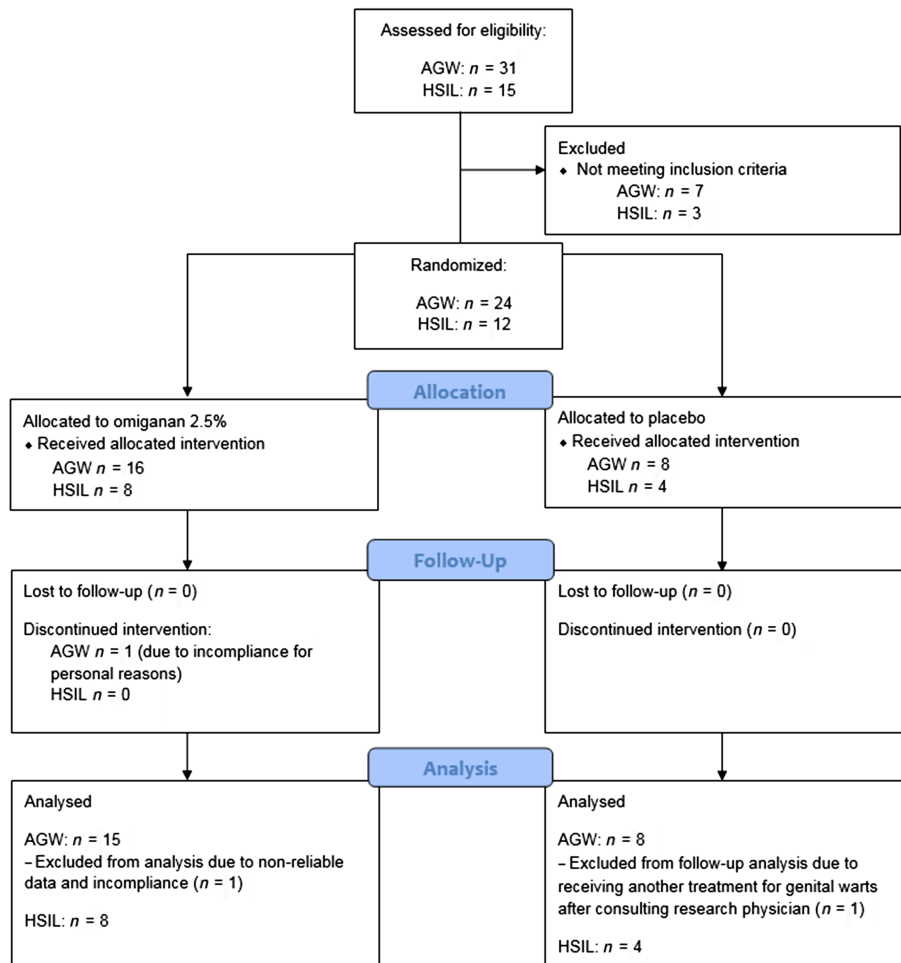 Assessed for eligibility:
AGW: n = 31
HSIL: n = 15
Excluded
◆ Not meeting inclusion criteria
AGW: n = 7
HSIL: n = 3
Randomized:
AGW: n = 24
HSIL: n = 12
Allocation
Allocated to omiganan 2.5%
◆ Received allocated intervention
AGW n = 16
HSIL n = 8
Allocated to placebo
◆ Received allocated intervention
AGW n = 8
HSIL n = 4
Follow-Up
Lost to follow-up (n = 0)
Discontinued intervention:
AGW n = 1 (due to incompliance for
personal reasons)
HSIL n = 0
Lost to follow-up (n = 0)
Discontinued intervention (n = 0)
Analysis
Analysed
AGW: n = 15
– Excluded from analysis due to non-reliable
data and incompliance (n = 1)
HSIL: n = 8
Analysed
AGW: n = 8
– Excluded from follow-up analysis due to
receiving another treatment for genital warts
after consulting research physician (n = 1)
HSIL: n = 4